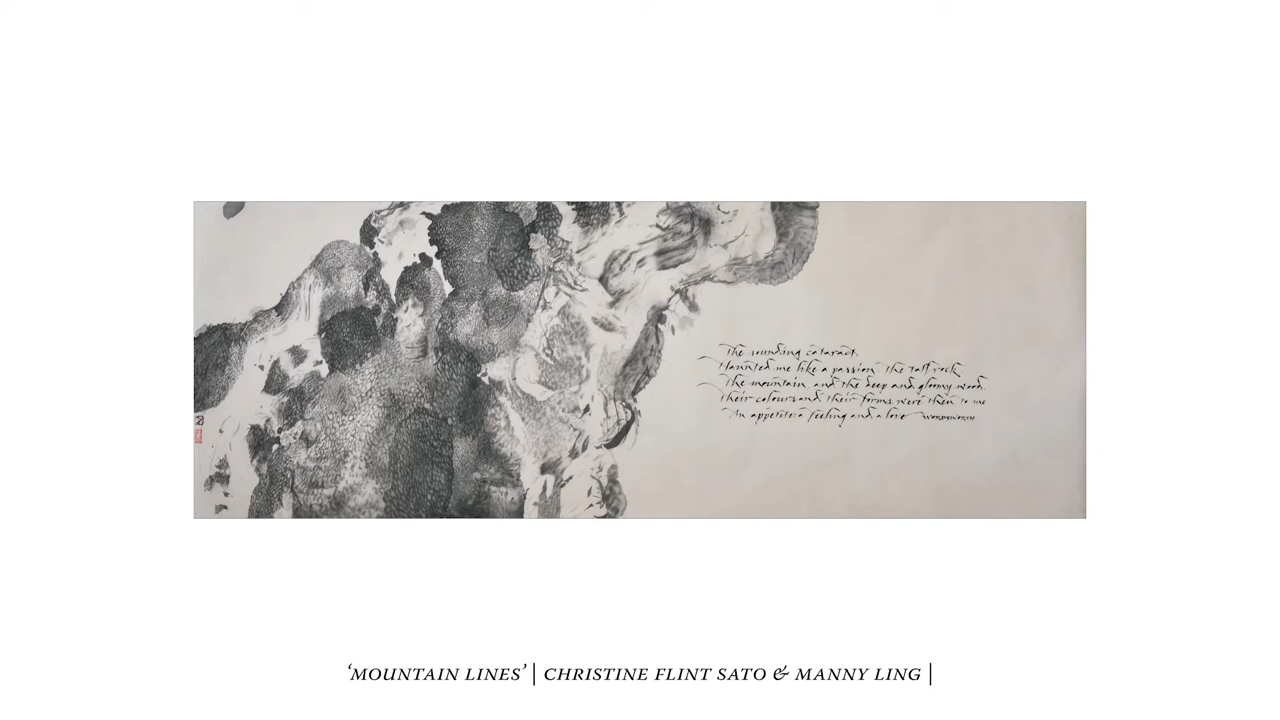 The sounding cataract
Haunted me like a passion the tall rock
The mountain, and the deep and gloomy wood.
Their colours and their forms were then to me
An appetite: a feeling and a love WORDSWORTH
‘MOUNTAIN LINES’ | CHRISTINE FLINT SATO & MANNY LING |